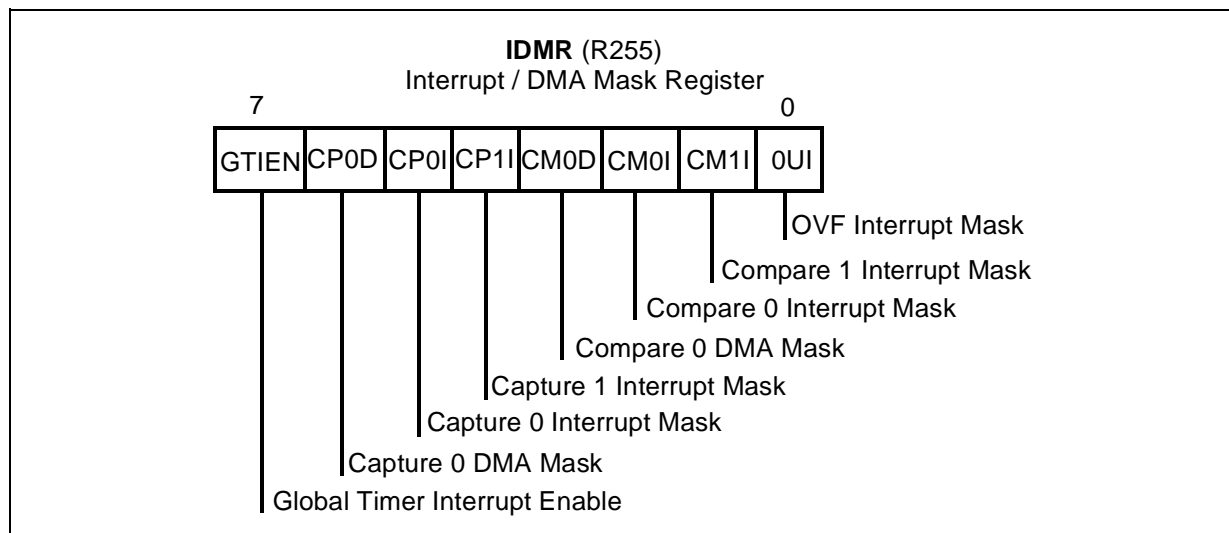 IDMR (R255)
Interrupt / DMA Mask Register
7 0
GTIEN CP0D CP0I CP1I CM0D CM0I CM1I 0UI
OVF Interrupt Mask
Compare 1 Interrupt Mask
Compare 0 Interrupt Mask
Compare 0 DMA Mask
Capture 1 Interrupt Mask
Capture 0 Interrupt Mask
Capture 0 DMA Mask
Global Timer Interrupt Enable